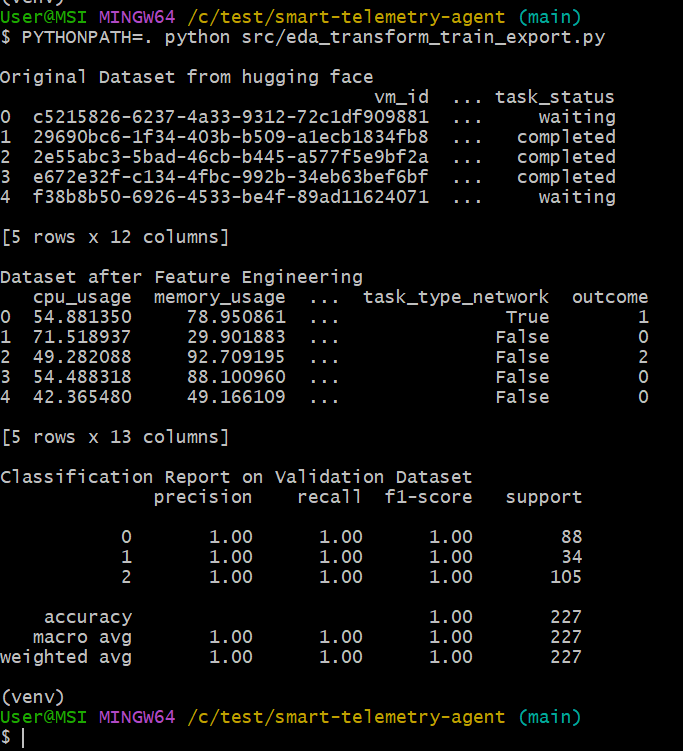 (venv)
User@MSI MINGW64 /c/test/smart-telemetry-agent (main)
$ PYTHONPATH=. python src/eda_transform_train_export.py

Original Dataset from hugging face
                                  vm_id  ... task_status
0  c5215826-6237-4a33-9312-72c1df909881  ...     waiting
1  29690bc6-1f34-403b-b509-a1ecb1834fb8  ...   completed
2  2e55abc3-5bad-46cb-b445-a577f5e9bf2a  ...   completed
3  e672e32f-c134-4fbc-992b-34eb63bef6bf  ...   completed
4  f38b8b50-6926-4533-be4f-89ad11624071  ...     waiting

[5 rows x 12 columns]

Dataset after Feature Engineering
   cpu_usage  memory_usage  ...  task_type_network  outcome
0  54.881350     78.950861  ...               True        1
1  71.518937     29.901883  ...              False        0
2  49.282088     92.709195  ...              False        2
3  54.488318     88.100960  ...              False        0
4  42.365480     49.166109  ...              False        0

[5 rows x 13 columns]

Classification Report on Validation Dataset
              precision    recall  f1-score   support

           0       1.00      1.00      1.00        88
           1       1.00      1.00      1.00        34
           2       1.00      1.00      1.00       105

    accuracy                           1.00       227
   macro avg       1.00      1.00      1.00       227
weighted avg       1.00      1.00      1.00       227

(venv)
User@MSI MINGW64 /c/test/smart-telemetry-agent (main)
$